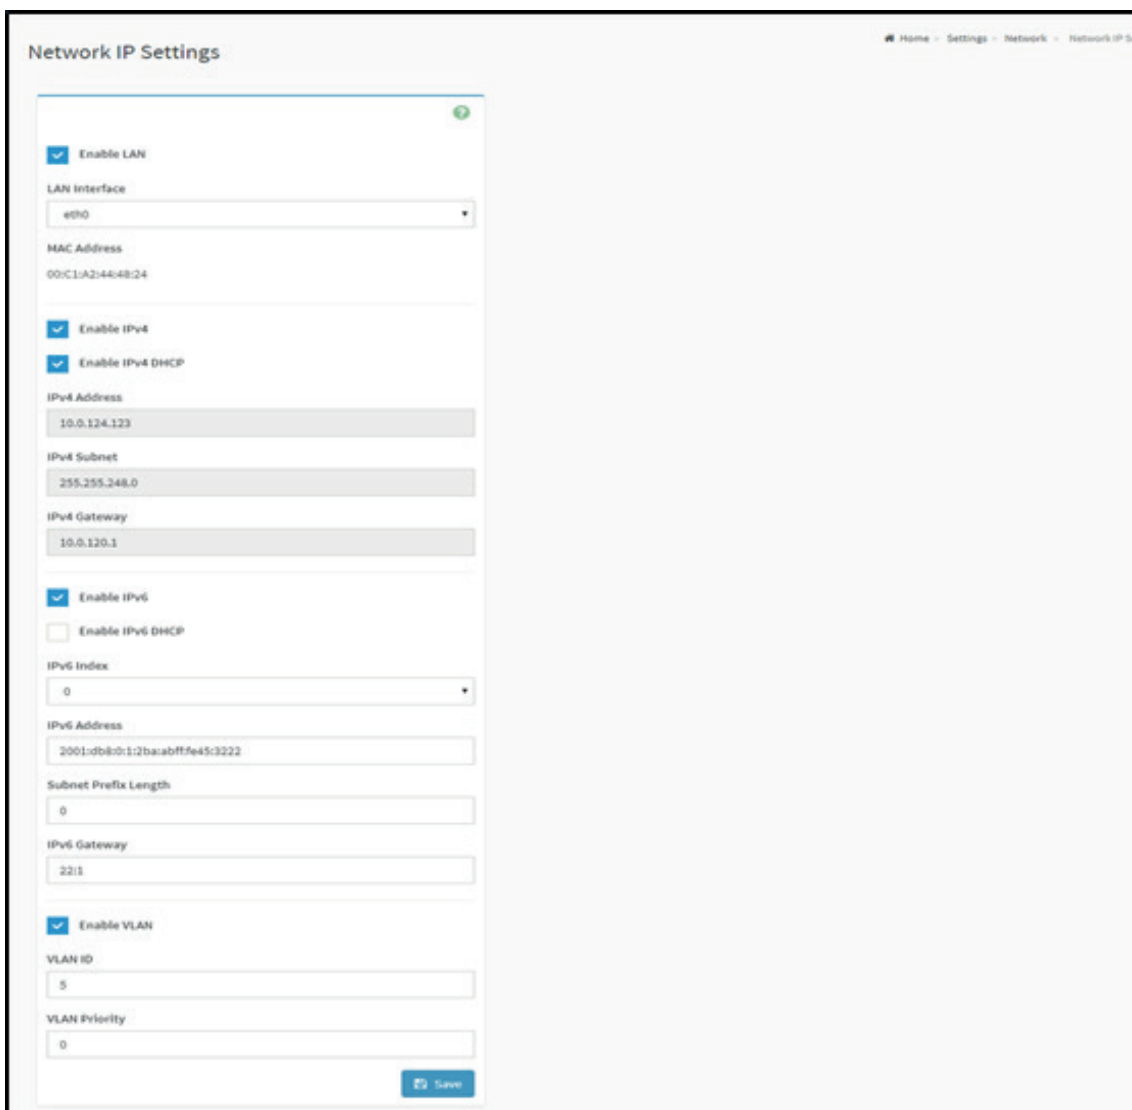 Network IP Settings
Home > Settings > Network > Network IP S
Enable LAN
LAN Interface
eth0
MAC Address
00:C1:A2:44:48:24
Enable IPv4
Enable IPv4 DHCP
IPv4 Address
10.0.124.123
IPv4 Subnet
255.255.248.0
IPv4 Gateway
10.0.120.1
Enable IPv6
Enable IPv6 DHCP
IPv6 Index
0
IPv6 Address
2001:db8:0:1:2ba:abff:fe45:3222
Subnet Prefix Length
0
IPv6 Gateway
22:1
Enable VLAN
VLAN ID
5
VLAN Priority
0
Save